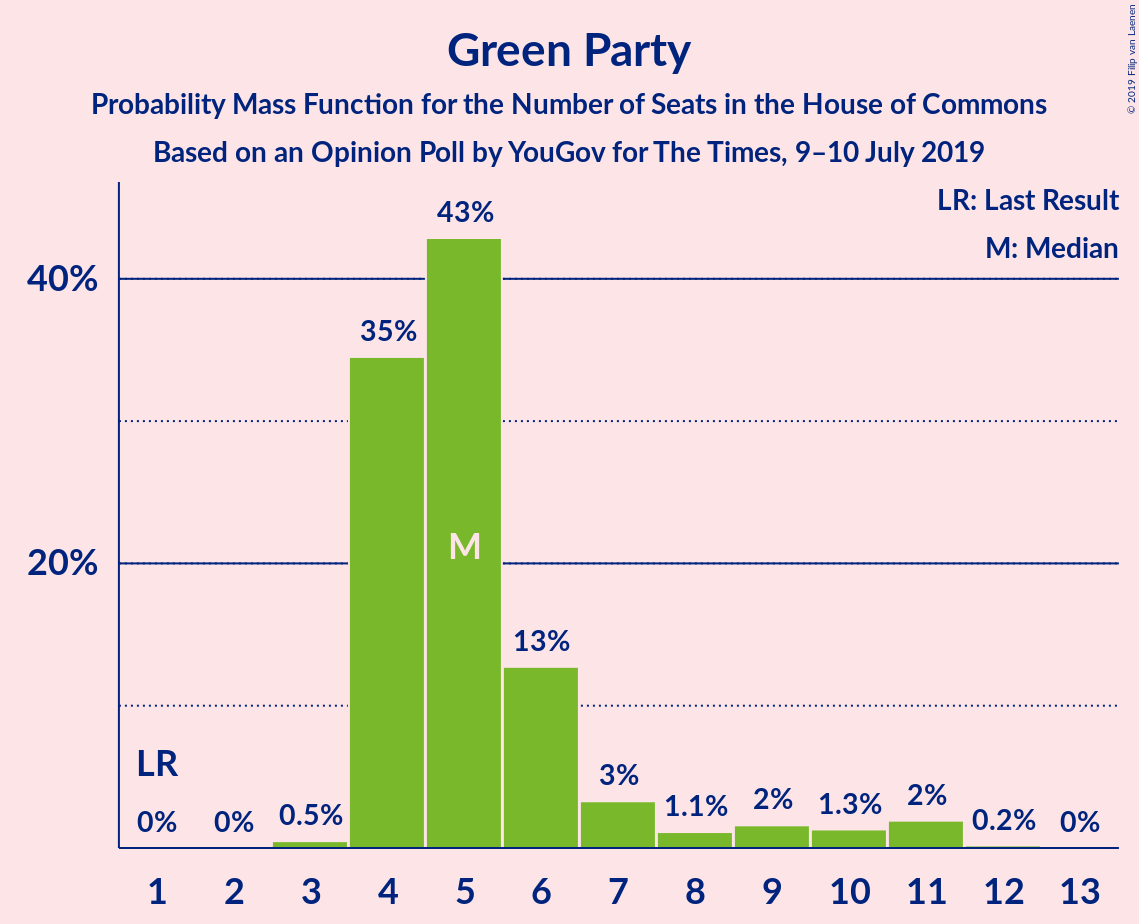 © 2019 Filip van Laenen
Green Party
Probability Mass Function for the Number of Seats in the House of Commons
Based on an Opinion Poll by YouGov for The Times, 9–10 July 2019
LR: Last Result
M: Median
43%
40%
35%
M
20%
13%
LR
0%
0%
0.5%
3%
1.1%
2%
1.3%
2%
0.2%
0%
1 2 3 4 5 6 7 8 9 10 11 12 13